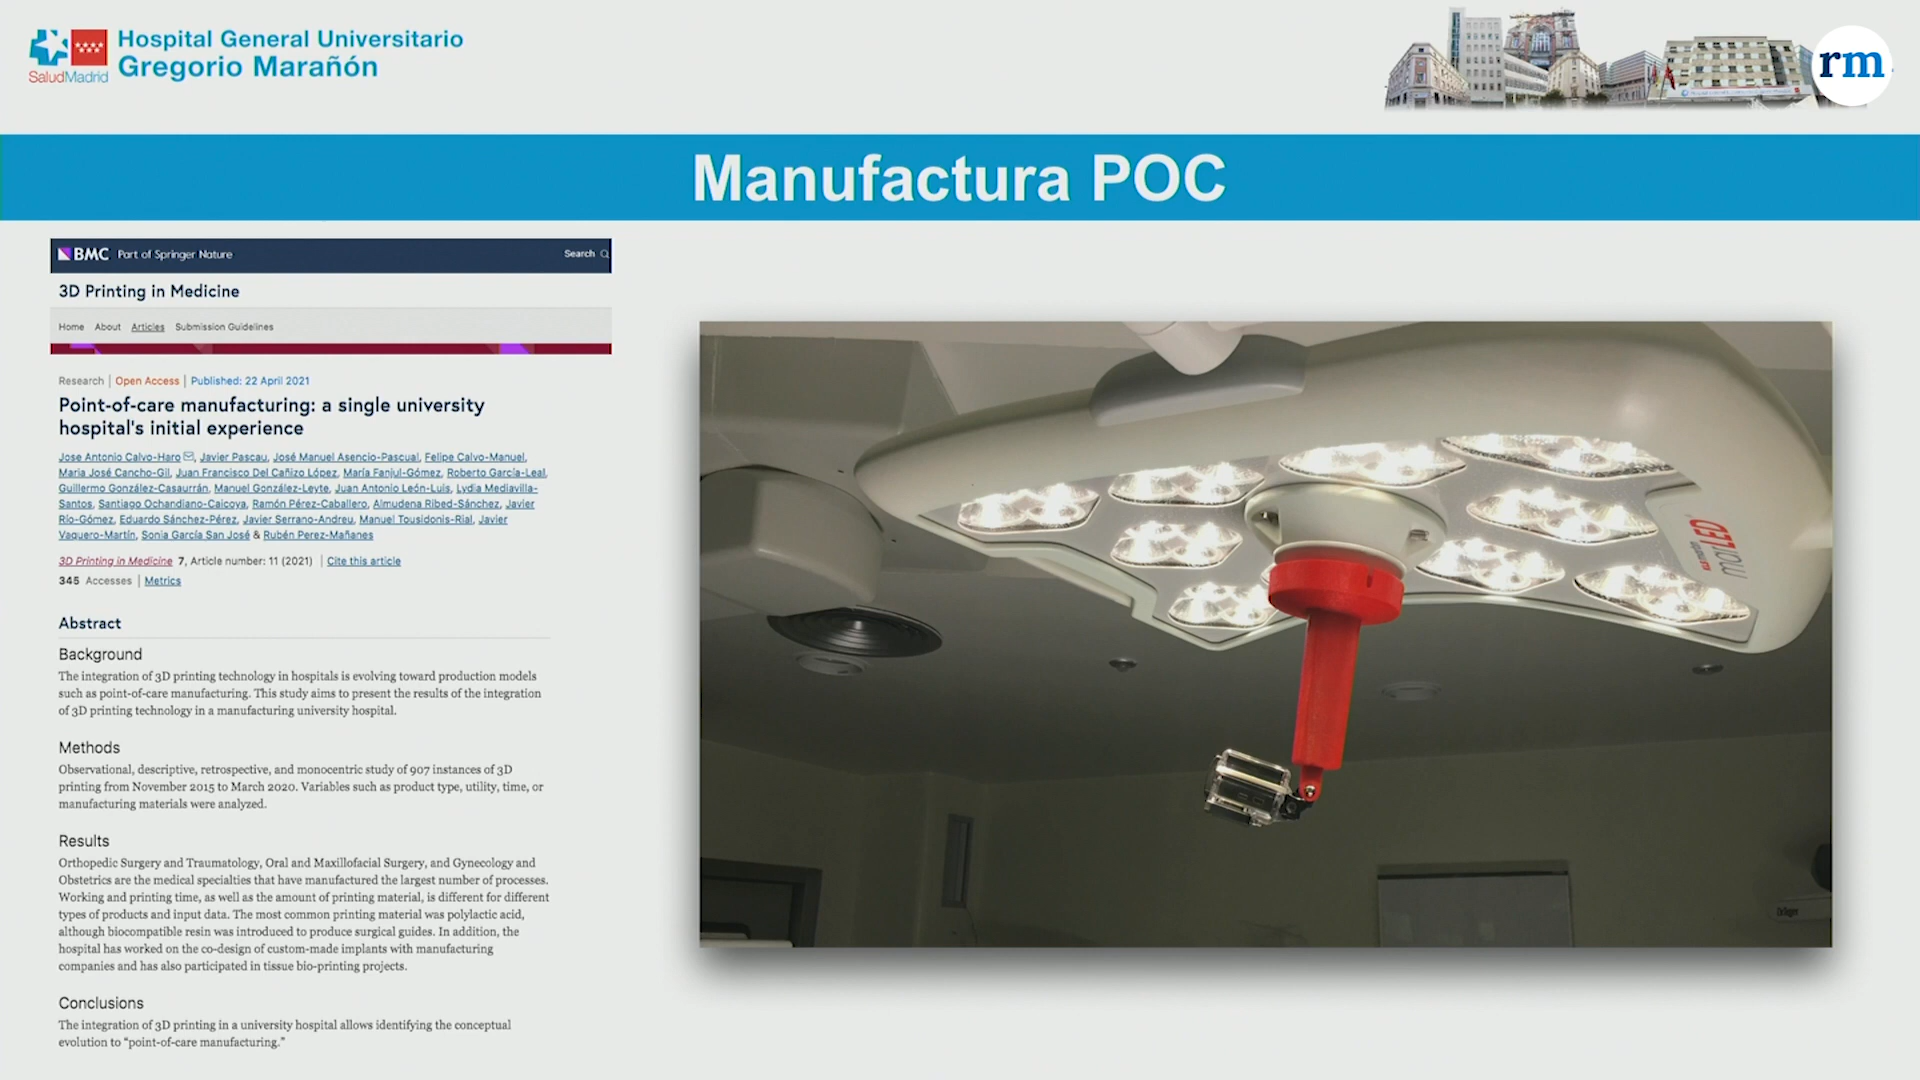 Hospital General Universitario
Gregorio Marañón
SaludMadrid
rm
Manufactura POC
BMC Part of Springer Nature
Search
3D Printing in Medicine
Home About Articles Submission Guidelines
Research | Open Access | Published: 22 April 2021
Point-of-care manufacturing: a single university
hospital's initial experience
Jose Antonio Calvo-Haro, Javier Pascau, José Manuel Asencio-Pascual, Felipe Calvo-Manuel,
Maria José Cancho-Gil, Juan Francisco Del Cañizo López, María Fanjul-Gómez, Roberto García-Leal,
Guillermo González-Casaurrán, Manuel González-Leyte, Juan Antonio León-Luis, Lydia Mediavilla-
Santos, Santiago Ochandiano-Caicoya, Ramón Pérez-Caballero, Almudena Ribed-Sánchez, Javier
Río-Gómez, Eduardo Sánchez-Pérez, Javier Serrano-Andreu, Manuel Tousidonis-Rial, Javier
Vaquero-Martín, Sonia García San José & Rubén Perez-Mañanes
3D Printing in Medicine 7, Article number: 11 (2021) | Cite this article
345 Accesses | Metrics
Abstract
Background
The integration of 3D printing technology in hospitals is evolving toward production models
such as point-of-care manufacturing. This study aims to present the results of the integration
of 3D printing technology in a manufacturing university hospital.
Methods
Observational, descriptive, retrospective, and monocentric study of 907 instances of 3D
printing from November 2015 to March 2020. Variables such as product type, utility, time, or
manufacturing materials were analyzed.
Results
Orthopedic Surgery and Traumatology, Oral and Maxillofacial Surgery, and Gynecology and
Obstetrics are the medical specialties that have manufactured the largest number of processes.
Working and printing time, as well as the amount of printing material, is different for different
types of products and input data. The most common printing material was polylactic acid,
although biocompatible resin was introduced to produce surgical guides. In addition, the
hospital has worked on the co-design of custom-made implants with manufacturing
companies and has also participated in tissue bio-printing projects.
Conclusions
The integration of 3D printing in a university hospital allows identifying the conceptual
evolution to “point-of-care manufacturing.”
marLED
Dräger